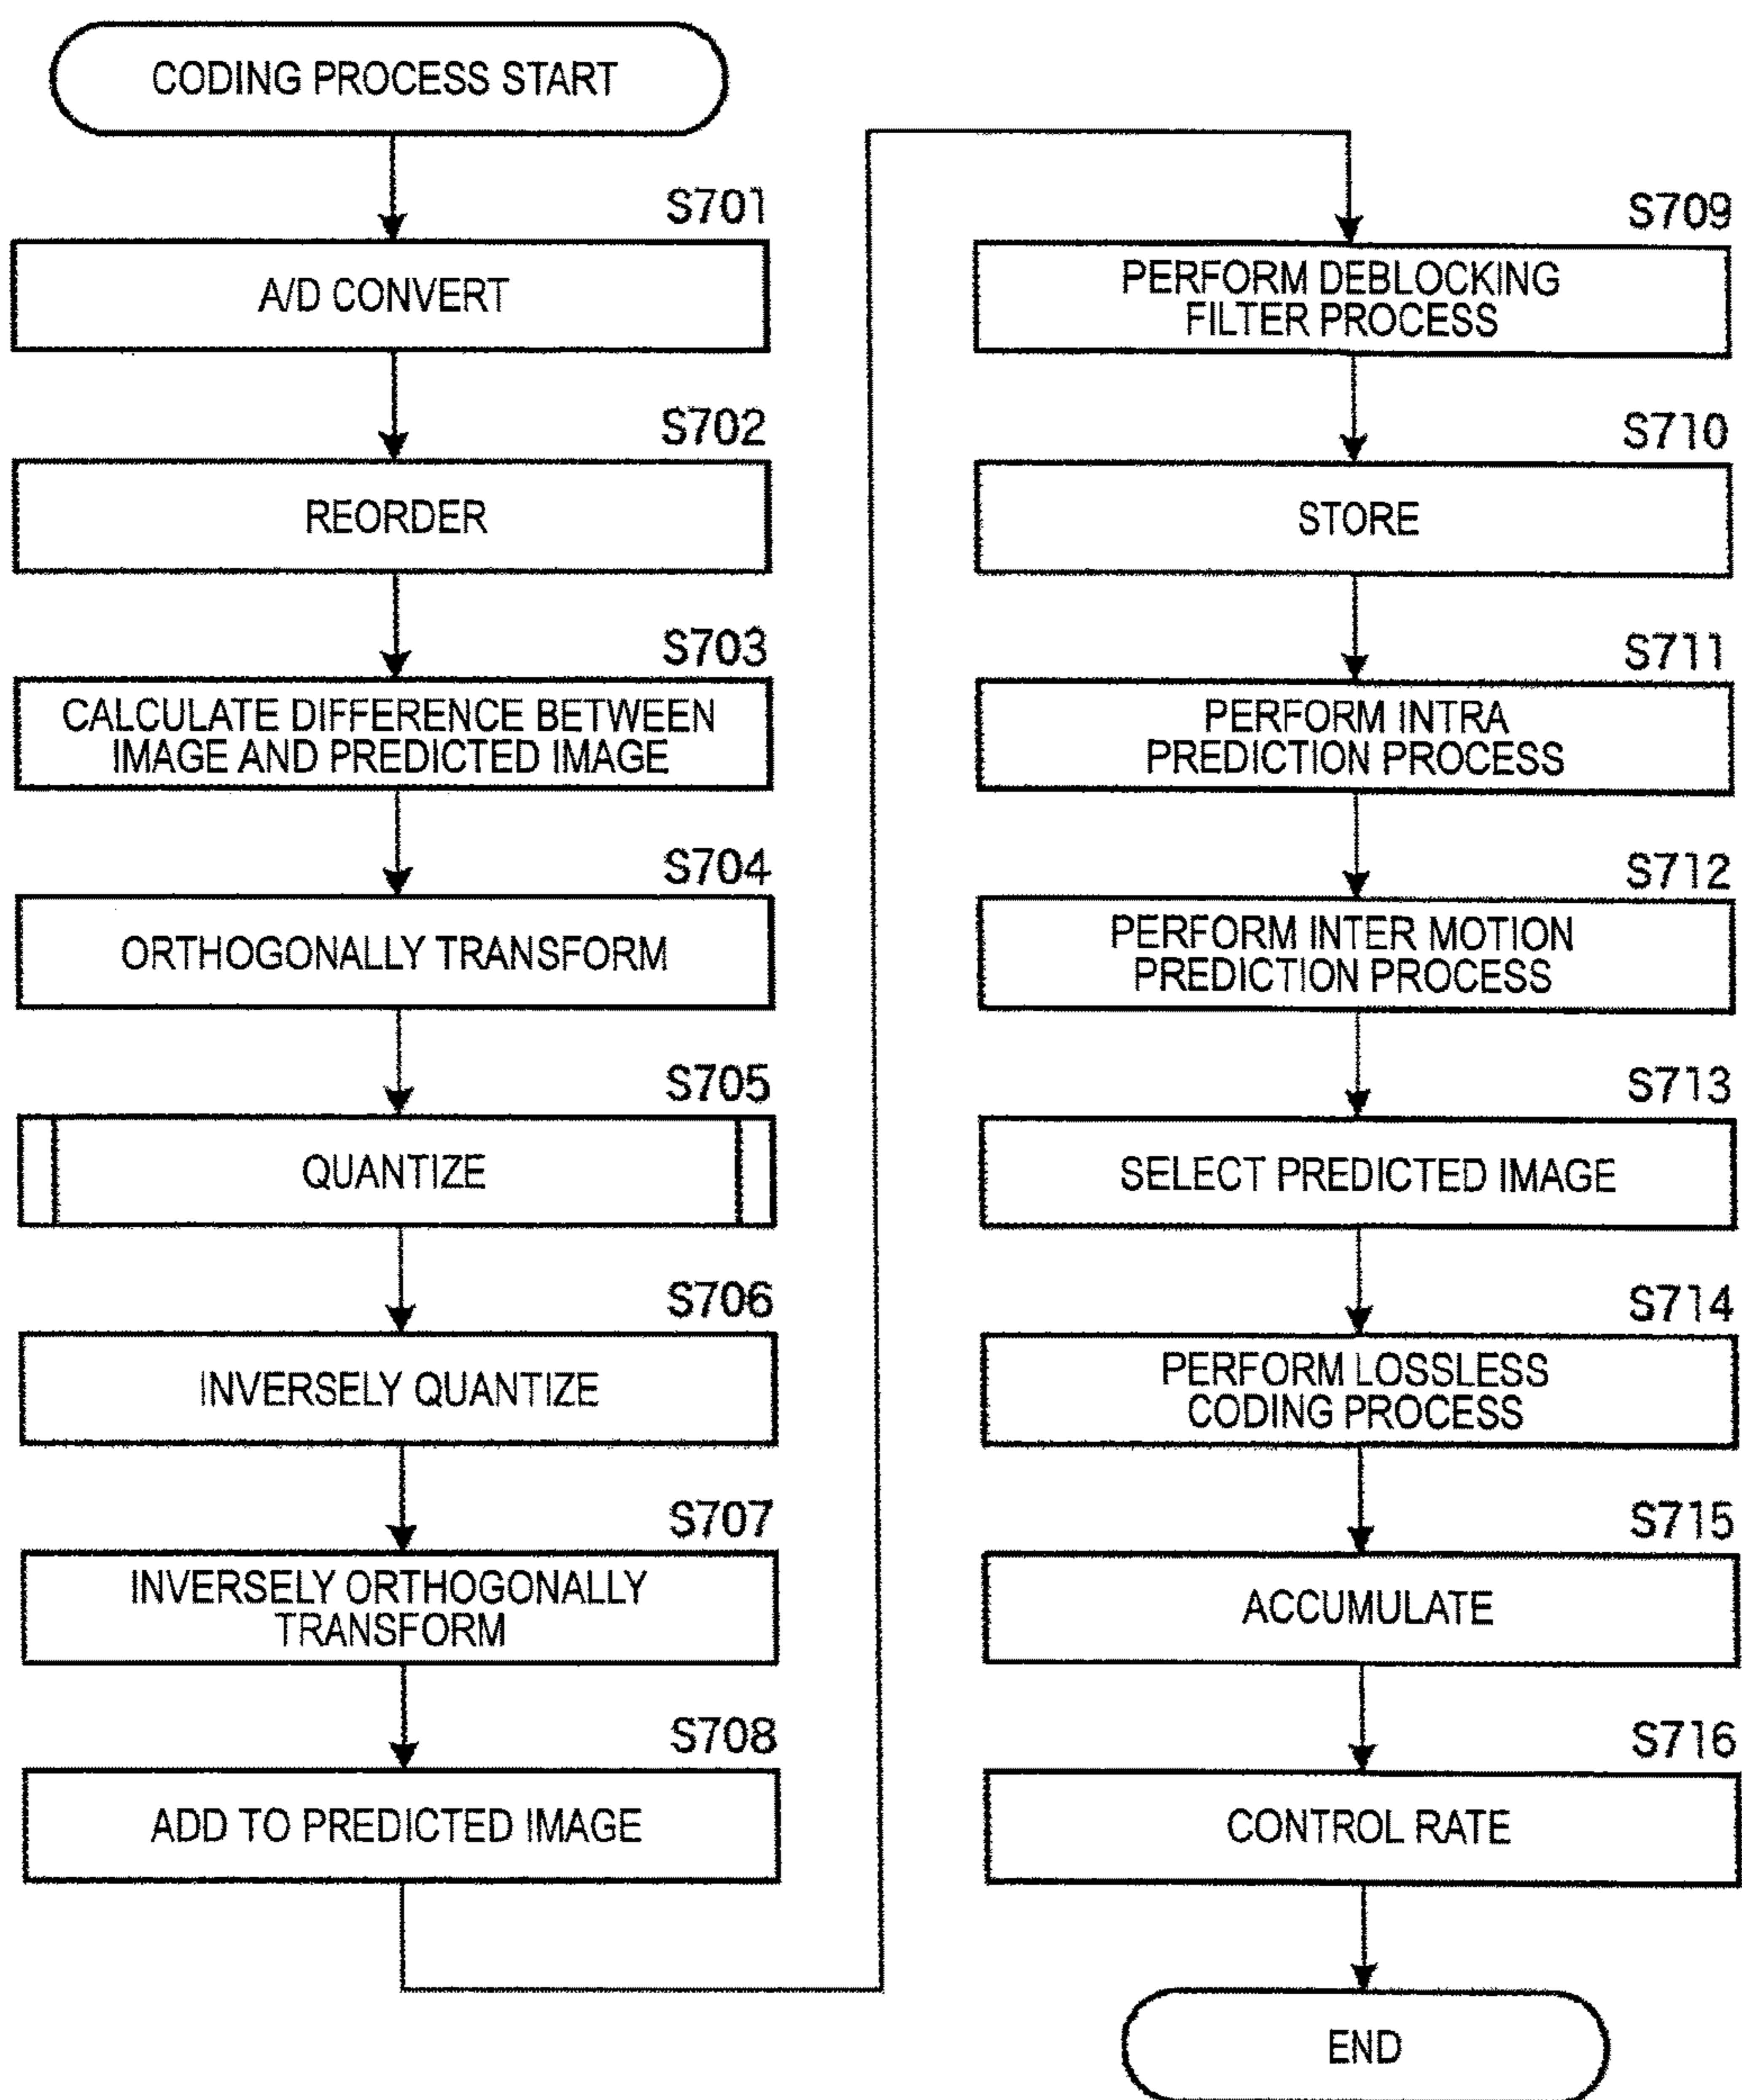 CODING PROCESS START
S701
A/D CONVERT
S702
REORDER
S703
CALCULATE DIFFERENCE BETWEEN
IMAGE AND PREDICTED IMAGE
S704
ORTHOGONALLY TRANSFORM
S705
QUANTIZE
S706
INVERSELY QUANTIZE
S707
INVERSELY ORTHOGONALLY
TRANSFORM
S708
ADD TO PREDICTED IMAGE
S709
PERFORM DEBLOCKING
FILTER PROCESS
S710
STORE
S711
PERFORM INTRA
PREDICTION PROCESS
S712
PERFORM INTER MOTION
PREDICTION PROCESS
S713
SELECT PREDICTED IMAGE
S714
PERFORM LOSSLESS
CODING PROCESS
S715
ACCUMULATE
S716
CONTROL RATE
END